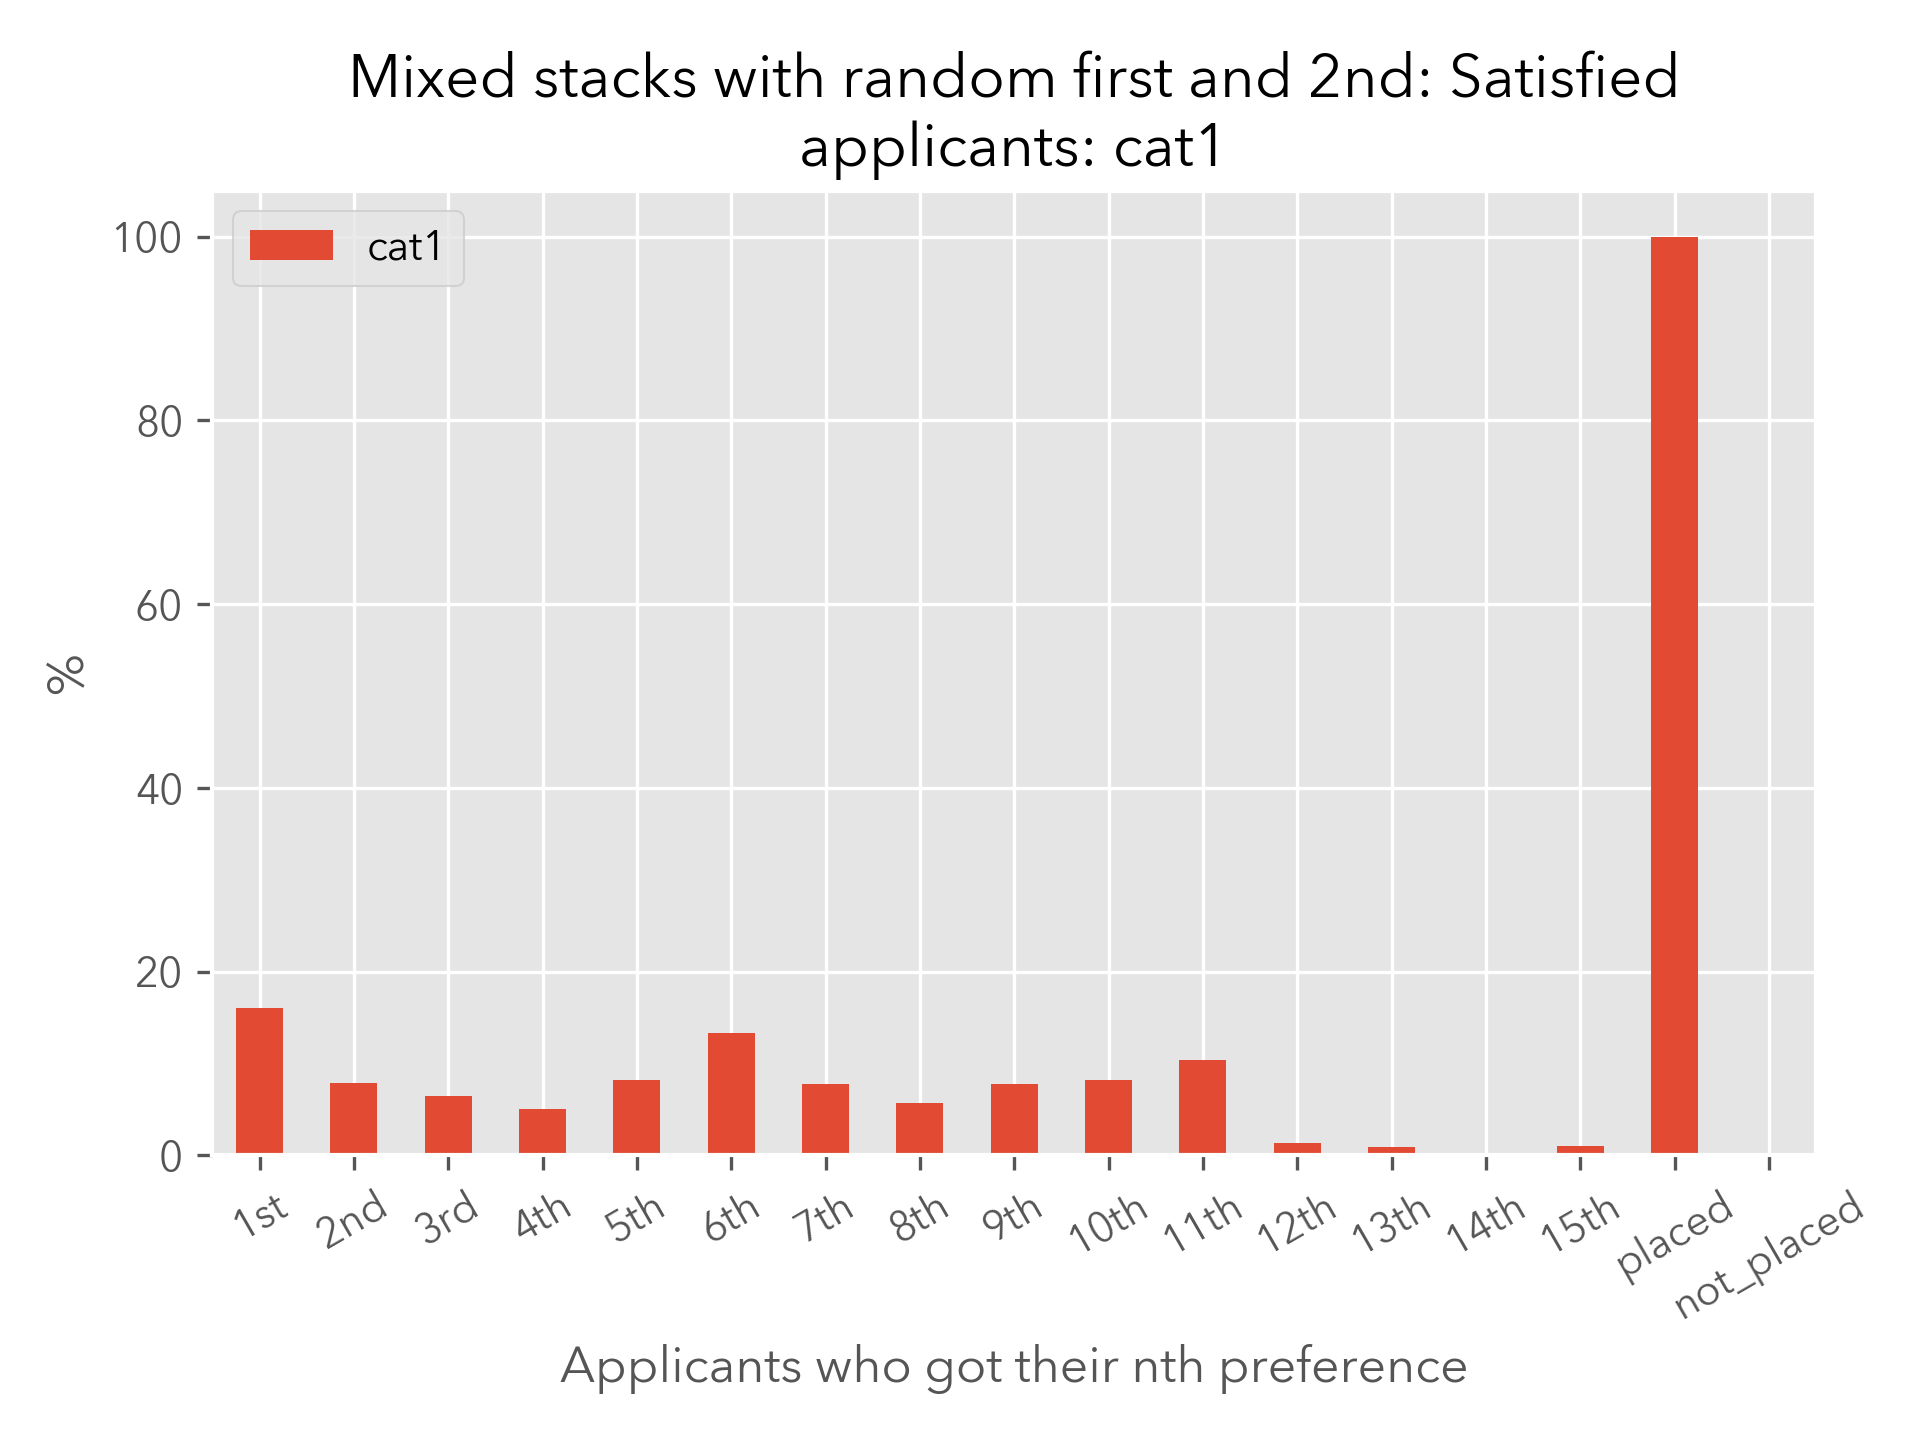 Mixed stacks with random first and 2nd: Satisfied
applicants: cat1
cat1
100
80
60
40
20
0
%
1st 2nd 3rd 4th 5th 6th 7th 8th 9th 10th 11th 12th 13th 14th 15th placed not_placed
Applicants who got their nth preference